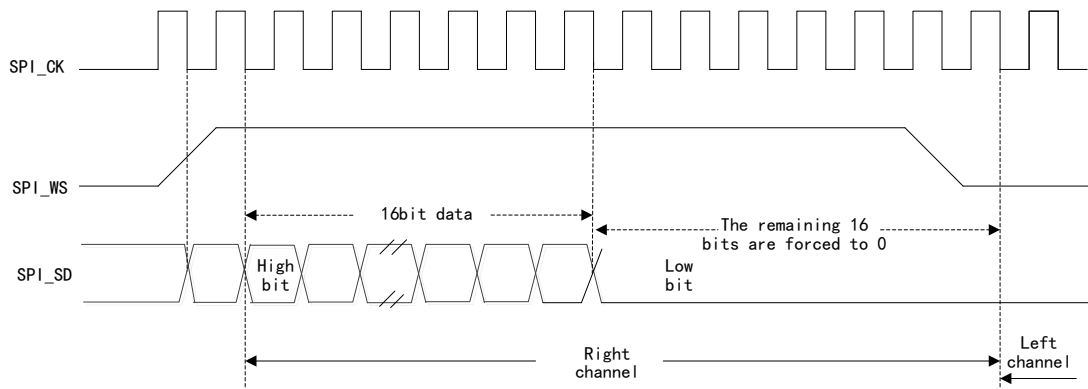 SPI_CK
SPI_WS
16bit data
The remaining 16
bits are forced to 0
SPI_SD
High
bit
Low
bit
Right
channel
Left
channel